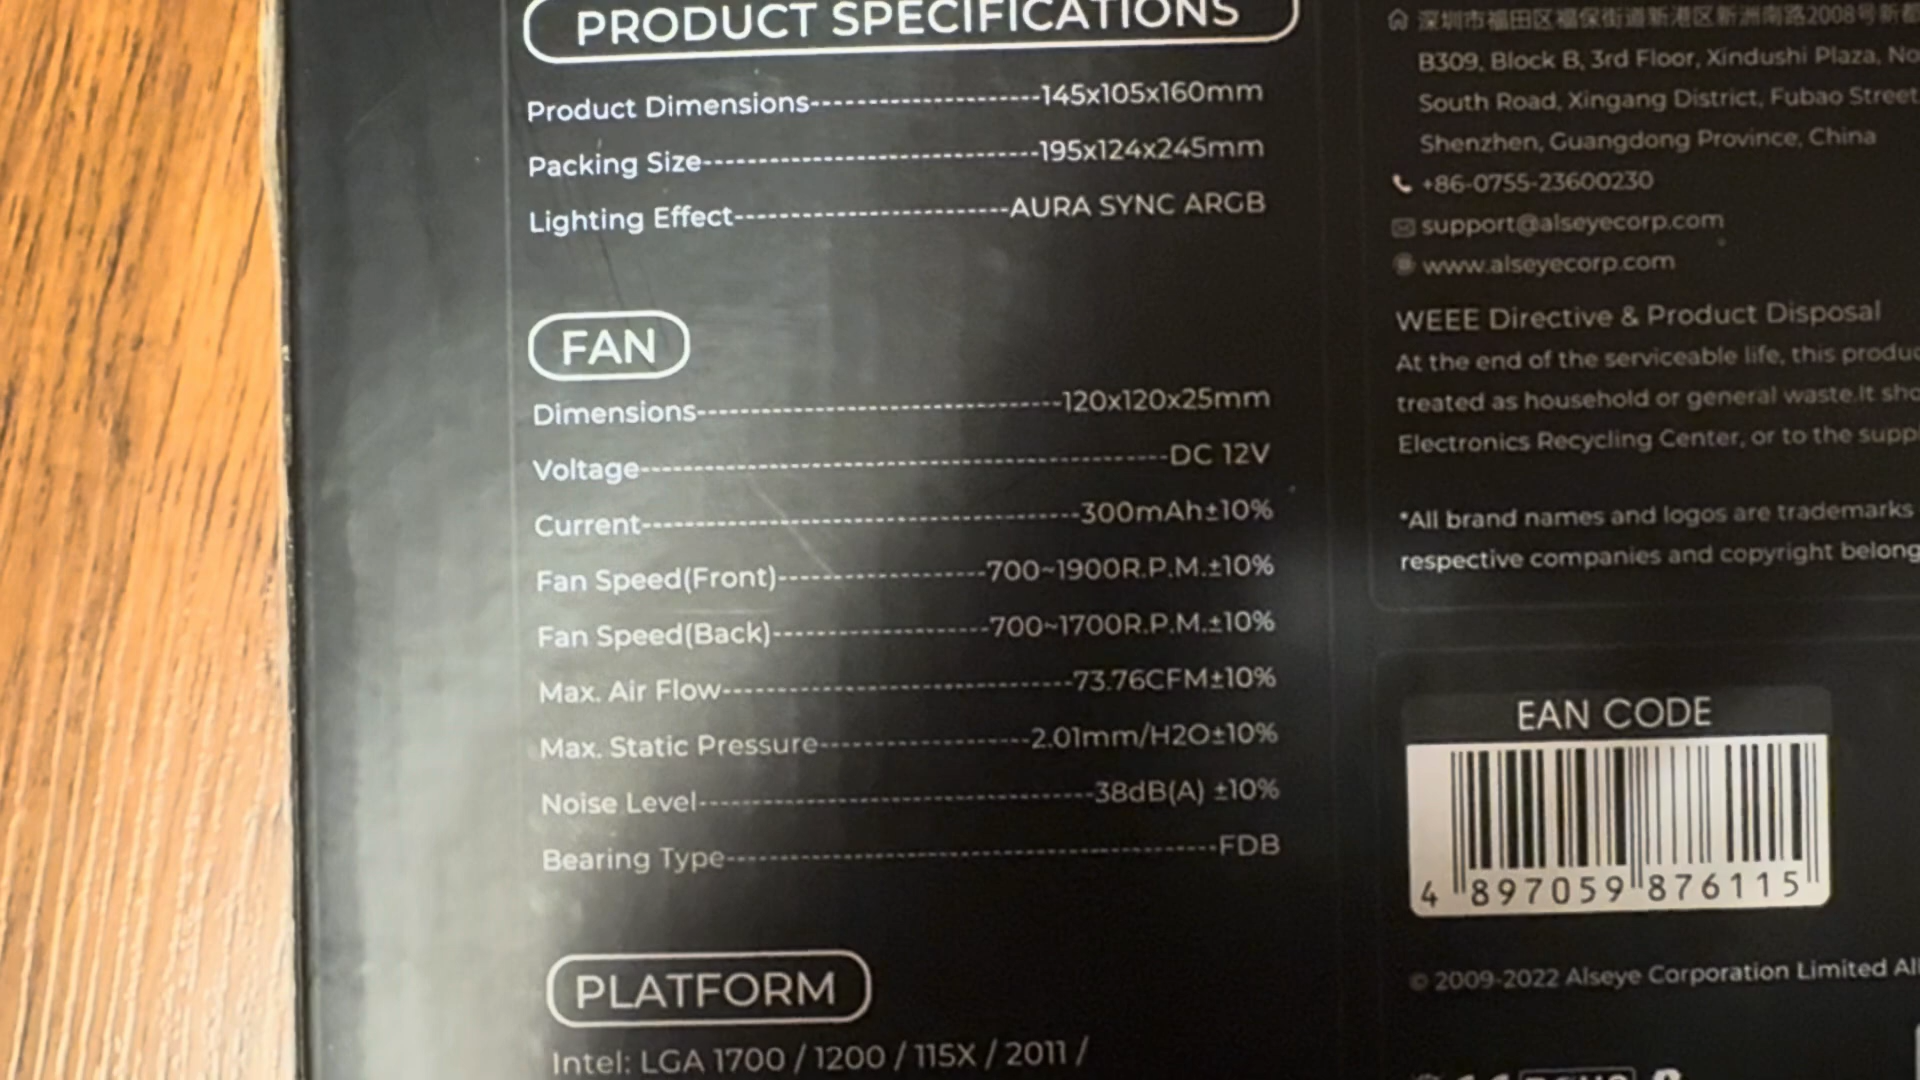 PRODUCT SPECIFICATIONS
Product Dimensions---------------------145x105x160mm
Packing Size---------------------195x124x245mm
Lighting Effect---------------------AURA SYNC ARGB
FAN
Dimensions---------------------120x120x25mm
Voltage---------------------DC 12V
Current---------------------300mAh±10%
Fan Speed(Front)---------------------700~1900R.P.M.±10%
Fan Speed(Back)---------------------700~1700R.P.M.±10%
Max. Air Flow---------------------73.76CFM±10%
Max. Static Pressure---------------------2.01mm/H2O±10%
Noise Level---------------------38dB(A) ±10%
Bearing Type---------------------FDB
PLATFORM
Intel: LGA 1700 / 1200 / 115X / 2011 /
深圳市福田区福保街道新港区新洲南路2008号新都
B309, Block B, 3rd Floor, Xindushi Plaza, No
South Road, Xingang District, Fubao Street
Shenzhen, Guangdong Province, China
+86-0755-23600230
support@alseyecorp.com
www.alseyecorp.com
WEEE Directive & Product Disposal
At the end of the serviceable life, this produc
treated as household or general waste.It sho
Electronics Recycling Center, or to the supp
*All brand names and logos are trademarks
respective companies and copyright belong
EAN CODE
4 897059 876115
© 2009-2022 Alseye Corporation Limited All